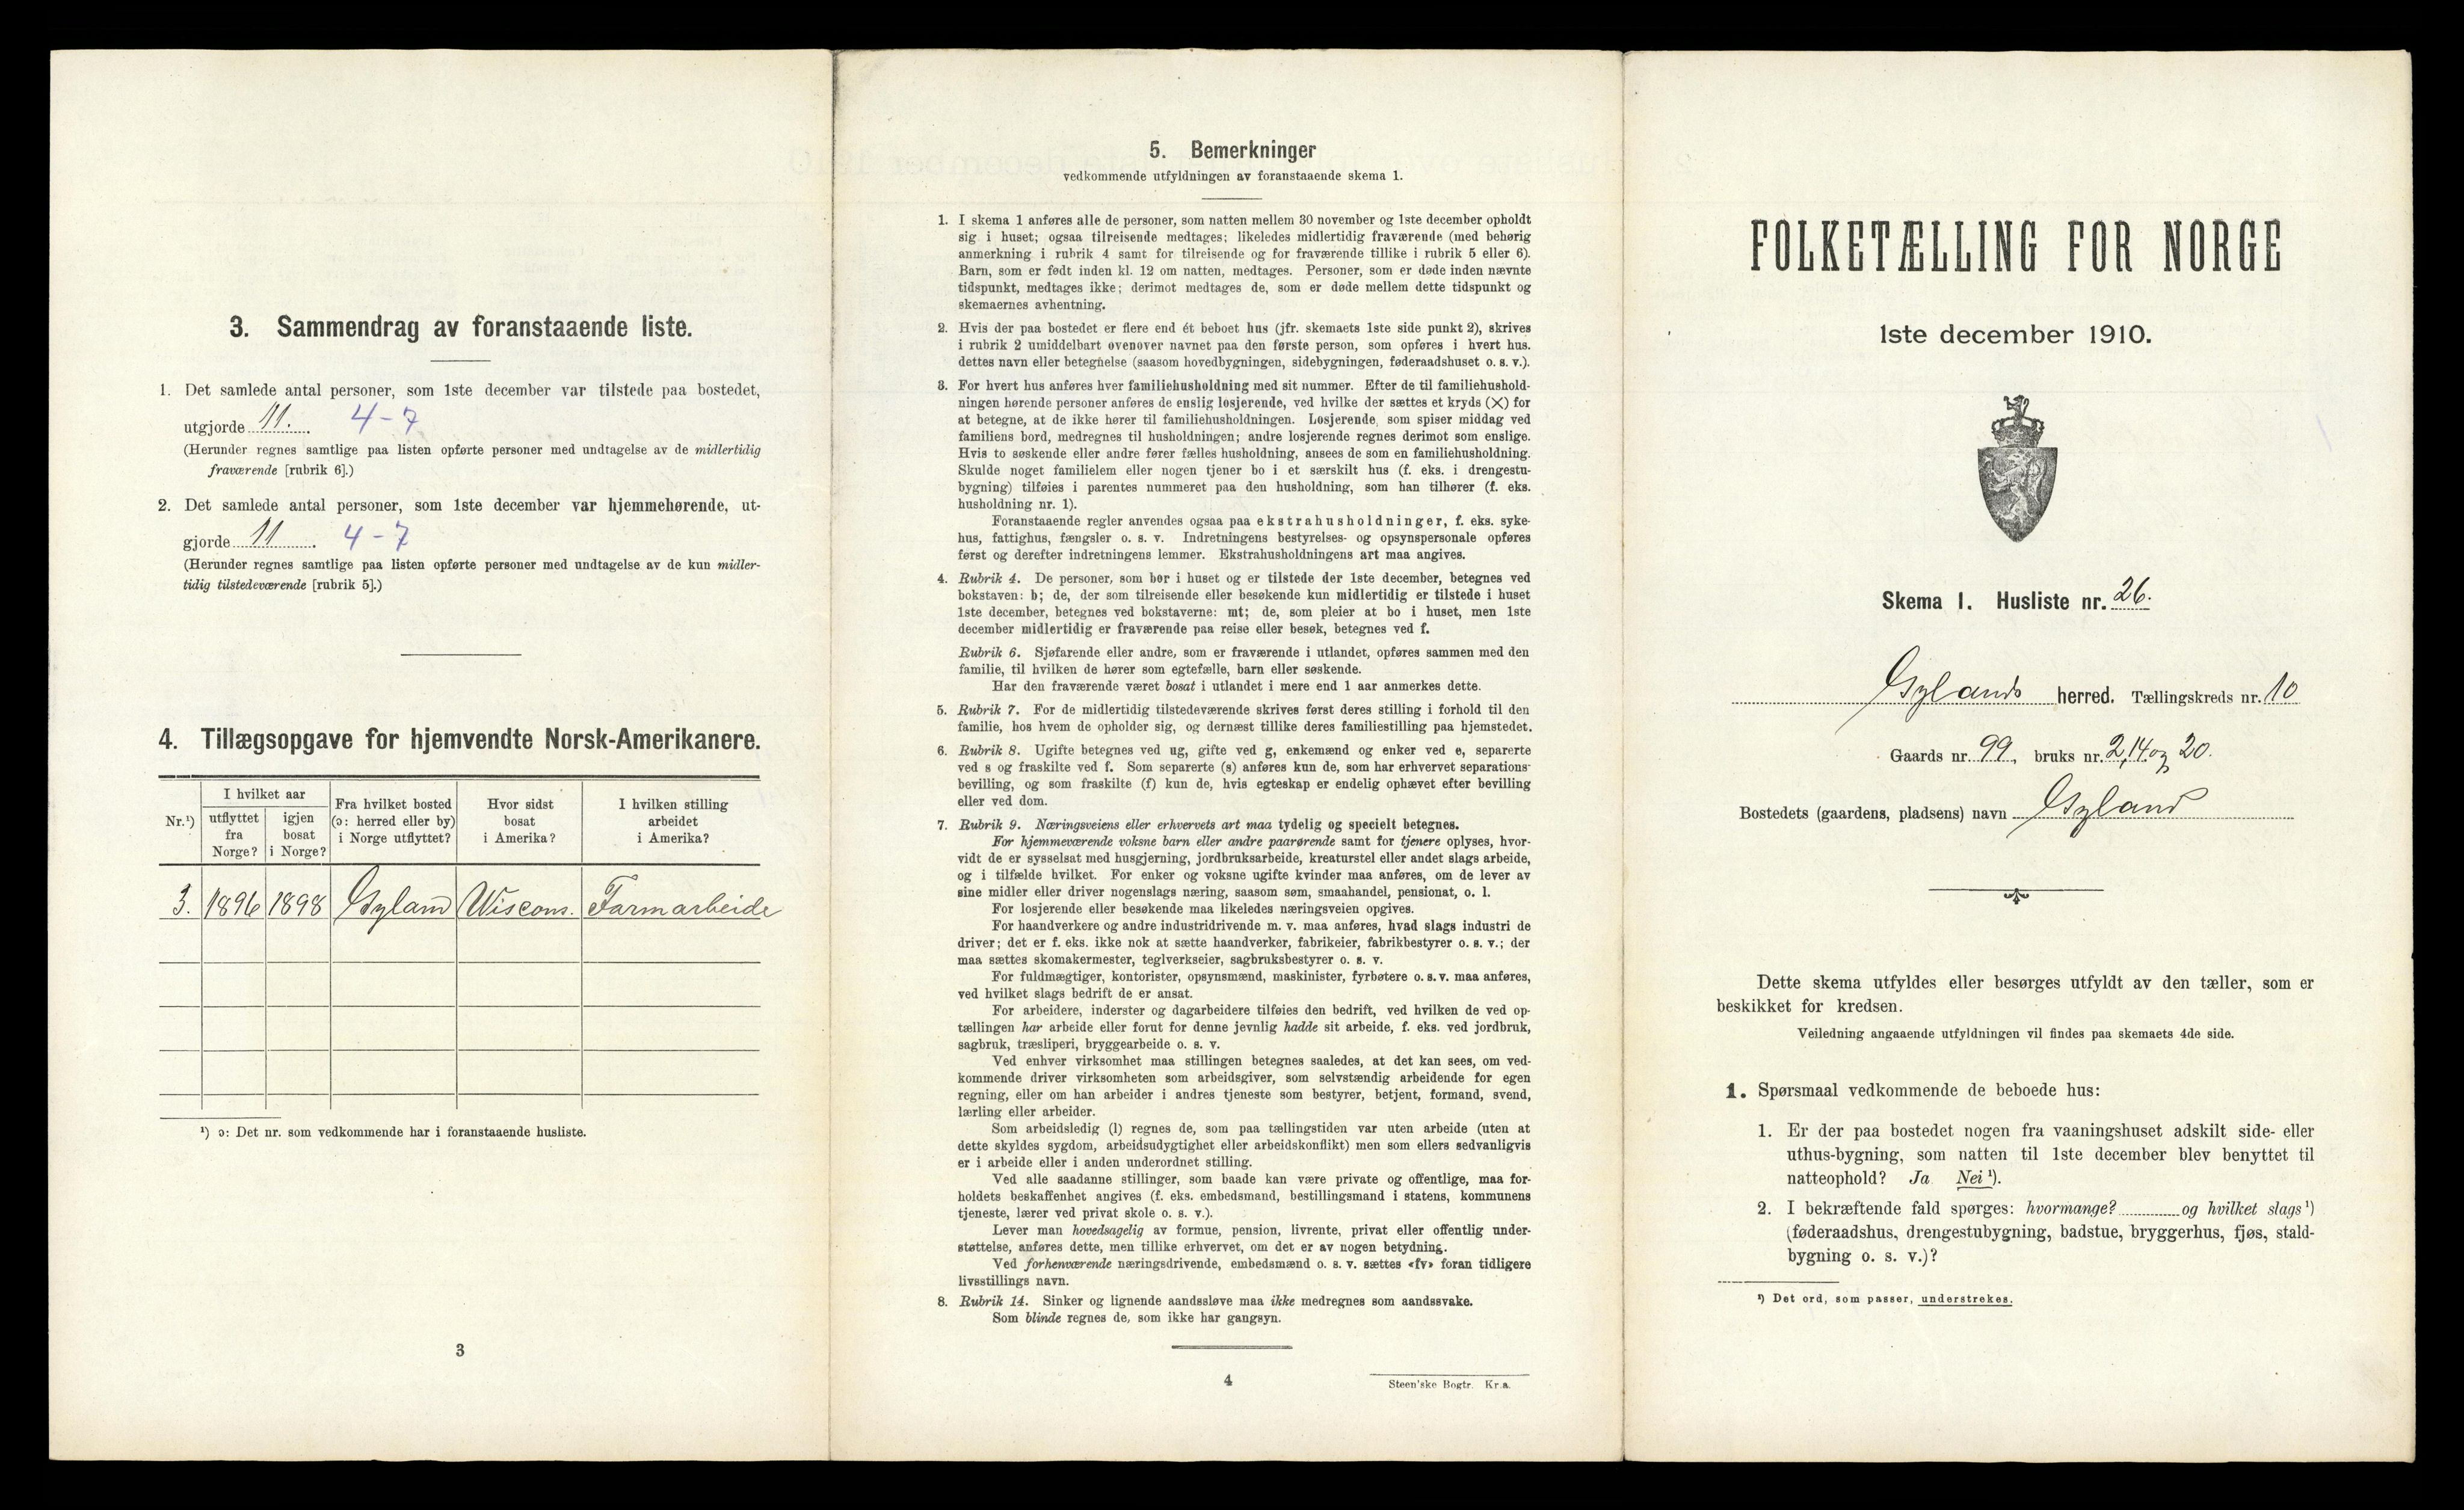 3. Sammendrag av foranstaaende liste.
1. Det samlede antal personer, som 1ste december var tilstede paa bostedet,
utgjorde 11. 4-7
(Herunder regnes samtlige paa listen opførte personer med undtagelse av de midlertidig
fraværende [rubrik 6].)
2. Det samlede antal personer, som 1ste december var hjemmehørende, ut-
gjorde 11. 4-7
(Herunder regnes samtlige paa listen opførte personer med undtagelse av de kun midler-
tidig tilstedeværende [rubrik 5].)
4. Tillægsopgave for hjemvendte Norsk-Amerikanere.
Nr.¹)
I hvilket aar
utflyttet fra Norge?
igjen bosat i Norge?
Fra hvilket bosted (ɔ: herred eller by) i Norge utflyttet?
Hvor sidst bosat i Amerika?
I hvilken stilling arbeidet i Amerika?
3. 1896 1898 Gyland Wiscons. Farmarbeide
¹) ɔ: Det nr. som vedkommende har i foranstaaende husliste.
3
5. Bemerkninger
vedkommende utfyldningen av foranstaaende skema 1.
1. I skema 1 anføres alle de personer, som natten mellem 30 november og 1ste december opholdt
sig i huset; ogsaa tilreisende medtages; likeledes midlertidig fraværende (med behørig
anmerkning i rubrik 4 samt for tilreisende og for fraværende tillike i rubrik 5 eller 6).
Barn, som er født inden kl. 12 om natten, medtages. Personer, som er døde inden nævnte
tidspunkt, medtages ikke; derimot medtages de, som er døde mellem dette tidspunkt og
skemaernes avhentning.
2. Hvis der paa bostedet er flere end ét beboet hus (jfr. skemaets 1ste side punkt 2), skrives
i rubrik 2 umiddelbart ovenover navnet paa den første person, som opføres i hvert hus.
dettes navn eller betegnelse (saasom hovedbygningen, sidebygningen, føderaadshuset o. s. v.).
3. For hvert hus anføres hver familiehusholdning med sit nummer. Efter de til familiehushold-
ningen hørende personer anføres de enslig losjerende, ved hvilke der sættes et kryds (✕) for
at betegne, at de ikke hører til familiehusholdningen. Losjerende, som spiser middag ved
familiens bord, medregnes til husholdningen; andre losjerende regnes derimot som enslige.
Hvis to søskende eller andre fører fælles husholdning, ansees de som en familiehusholdning.
Skulde noget familielem eller nogen tjener bo i et særskilt hus (f. eks. i drengestu-
bygning) tilføies i parentes nummeret paa den husholdning, som han tilhører (f. eks.
husholdning nr. 1).
Foranstaaende regler anvendes ogsaa paa ekstrahusholdninger, f. eks. syke-
hus, fattighus, fængsler o. s. v. Indretningens bestyrelses- og opsynspersonale opføres
først og derefter indretningens lemmer. Ekstrahusholdningens art maa angives.
4. Rubrik 4. De personer, som bor i huset og er tilstede der 1ste december, betegnes ved
bokstaven: b; de, der som tilreisende eller besøkende kun midlertidig er tilstede i huset
1ste december, betegnes ved bokstaverne: mt; de, som pleier at bo i huset, men 1ste
december midlertidig er fraværende paa reise eller besøk, betegnes ved f.
Rubrik 6. Sjøfarende eller andre, som er fraværende i utlandet, opføres sammen med den
familie, til hvilken de hører som egtefælle, barn eller søskende.
Har den fraværende været bosat i utlandet i mere end 1 aar anmerkes dette.
5. Rubrik 7. For de midlertidig tilstedeværende skrives først deres stilling i forhold til den
familie, hos hvem de opholder sig, og dernæst tillike deres familiestilling paa hjemstedet.
6. Rubrik 8. Ugifte betegnes ved ug, gifte ved g, enkemænd og enker ved e, separerte
ved s og fraskilte ved f. Som separerte (s) anføres kun de, som har erhvervet separations-
bevilling, og som fraskilte (f) kun de, hvis egteskap er endelig ophævet efter bevilling
eller ved dom.
7. Rubrik 9. Næringsveiens eller erhvervets art maa tydelig og specielt betegnes.
For hjemmeværende voksne barn eller andre paarørende samt for tjenere oplyses, hvor-
vidt de er sysselsat med husgjerning, jordbruksarbeide, kreaturstel eller andet slags arbeide,
og i tilfælde hvilket. For enker og voksne ugifte kvinder maa anføres, om de lever av
sine midler eller driver nogenslags næring, saasom søm, smaahandel, pensionat, o. l.
For losjerende eller besøkende maa likeledes næringsveien opgives.
For haandverkere og andre industridrivende m. v. maa anføres, hvad slags industri de
driver; det er f. eks. ikke nok at sætte haandverker, fabrikeier, fabrikbestyrer o. s. v.; der
maa sættes skomakermester, teglverkseier, sagbruksbestyrer o. s. v.
For fuldmægtiger, kontorister, opsynsmænd, maskinister, fyrbøtere o. s. v. maa anføres,
ved hvilket slags bedrift de er ansat.
For arbeidere, inderster og dagarbeidere tilføies den bedrift, ved hvilken de ved op-
tællingen har arbeide eller forut for denne jevnlig hadde sit arbeide, f. eks. ved jordbruk,
sagbruk, træsliperi, bryggearbeide o. s. v.
Ved enhver virksomhet maa stillingen betegnes saaledes, at det kan sees, om ved-
kommende driver virksomheten som arbeidsgiver, som selvstændig arbeidende for egen
regning, eller om han arbeider i andres tjeneste som bestyrer, betjent, formand, svend,
lærling eller arbeider.
Som arbeidsledig (l) regnes de, som paa tællingstiden var uten arbeide (uten at
dette skyldes sygdom, arbeidsudygtighet eller arbeidskonflikt) men som ellers sedvanligvis
er i arbeide eller i anden underordnet stilling.
Ved alle saadanne stillinger, som baade kan være private og offentlige, maa for-
holdets beskaffenhet angives (f. eks. embedsmand, bestillingsmand i statens, kommunens
tjeneste, lærer ved privat skole o. s. v.).
Lever man hovedsagelig av formue, pension, livrente, privat eller offentlig under-
støttelse, anføres dette, men tillike erhvervet, om det er av nogen betydning.
Ved forhenværende næringsdrivende, embedsmænd o. s. v. sættes «fv» foran tidligere
livsstillings navn.
8. Rubrik 14. Sinker og lignende aandssløve maa ikke medregnes som aandssvake.
Som blinde regnes de, som ikke har gangsyn.
4
Steen'ske Bogtr. Kr.a.
FOLKETÆLLING FOR NORGE
1ste december 1910.
Skema 1. Husliste nr. 26.
Gylands herred. Tællingskreds nr. 10
Gaards nr. 99, bruks nr. 2,14 og 20.
Bostedets (gaardens, pladsens) navn Gyland
Dette skema utfyldes eller besørges utfyldt av den tæller, som er
beskikket for kredsen.
Veiledning angaaende utfyldningen vil findes paa skemaets 4de side.
1. Spørsmaal vedkommende de beboede hus:
1. Er der paa bostedet nogen fra vaaningshuset adskilt side- eller
uthus-bygning, som natten til 1ste december blev benyttet til
natteophold? Ja Nei ¹).
2. I bekræftende fald spørges: hvormange? og hvilket slags ¹)
(føderaadshus, drengestubygning, badstue, bryggerhus, fjøs, stald-
bygning o. s. v.)?
¹) Det ord, som passer, understrekes.